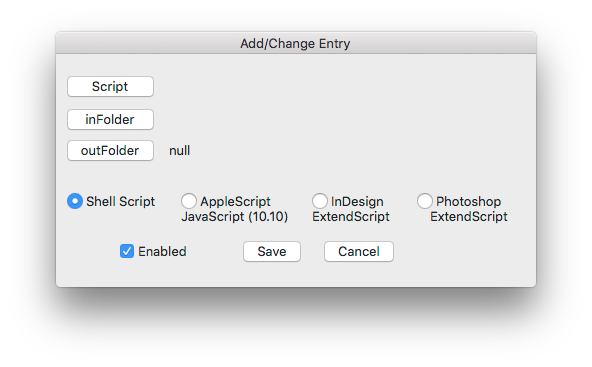 Add/Change Entry
Script
inFolder
outFolder null
Shell Script AppleScript InDesign Photoshop
JavaScript (10.10) ExtendScript ExtendScript
Enabled Save Cancel